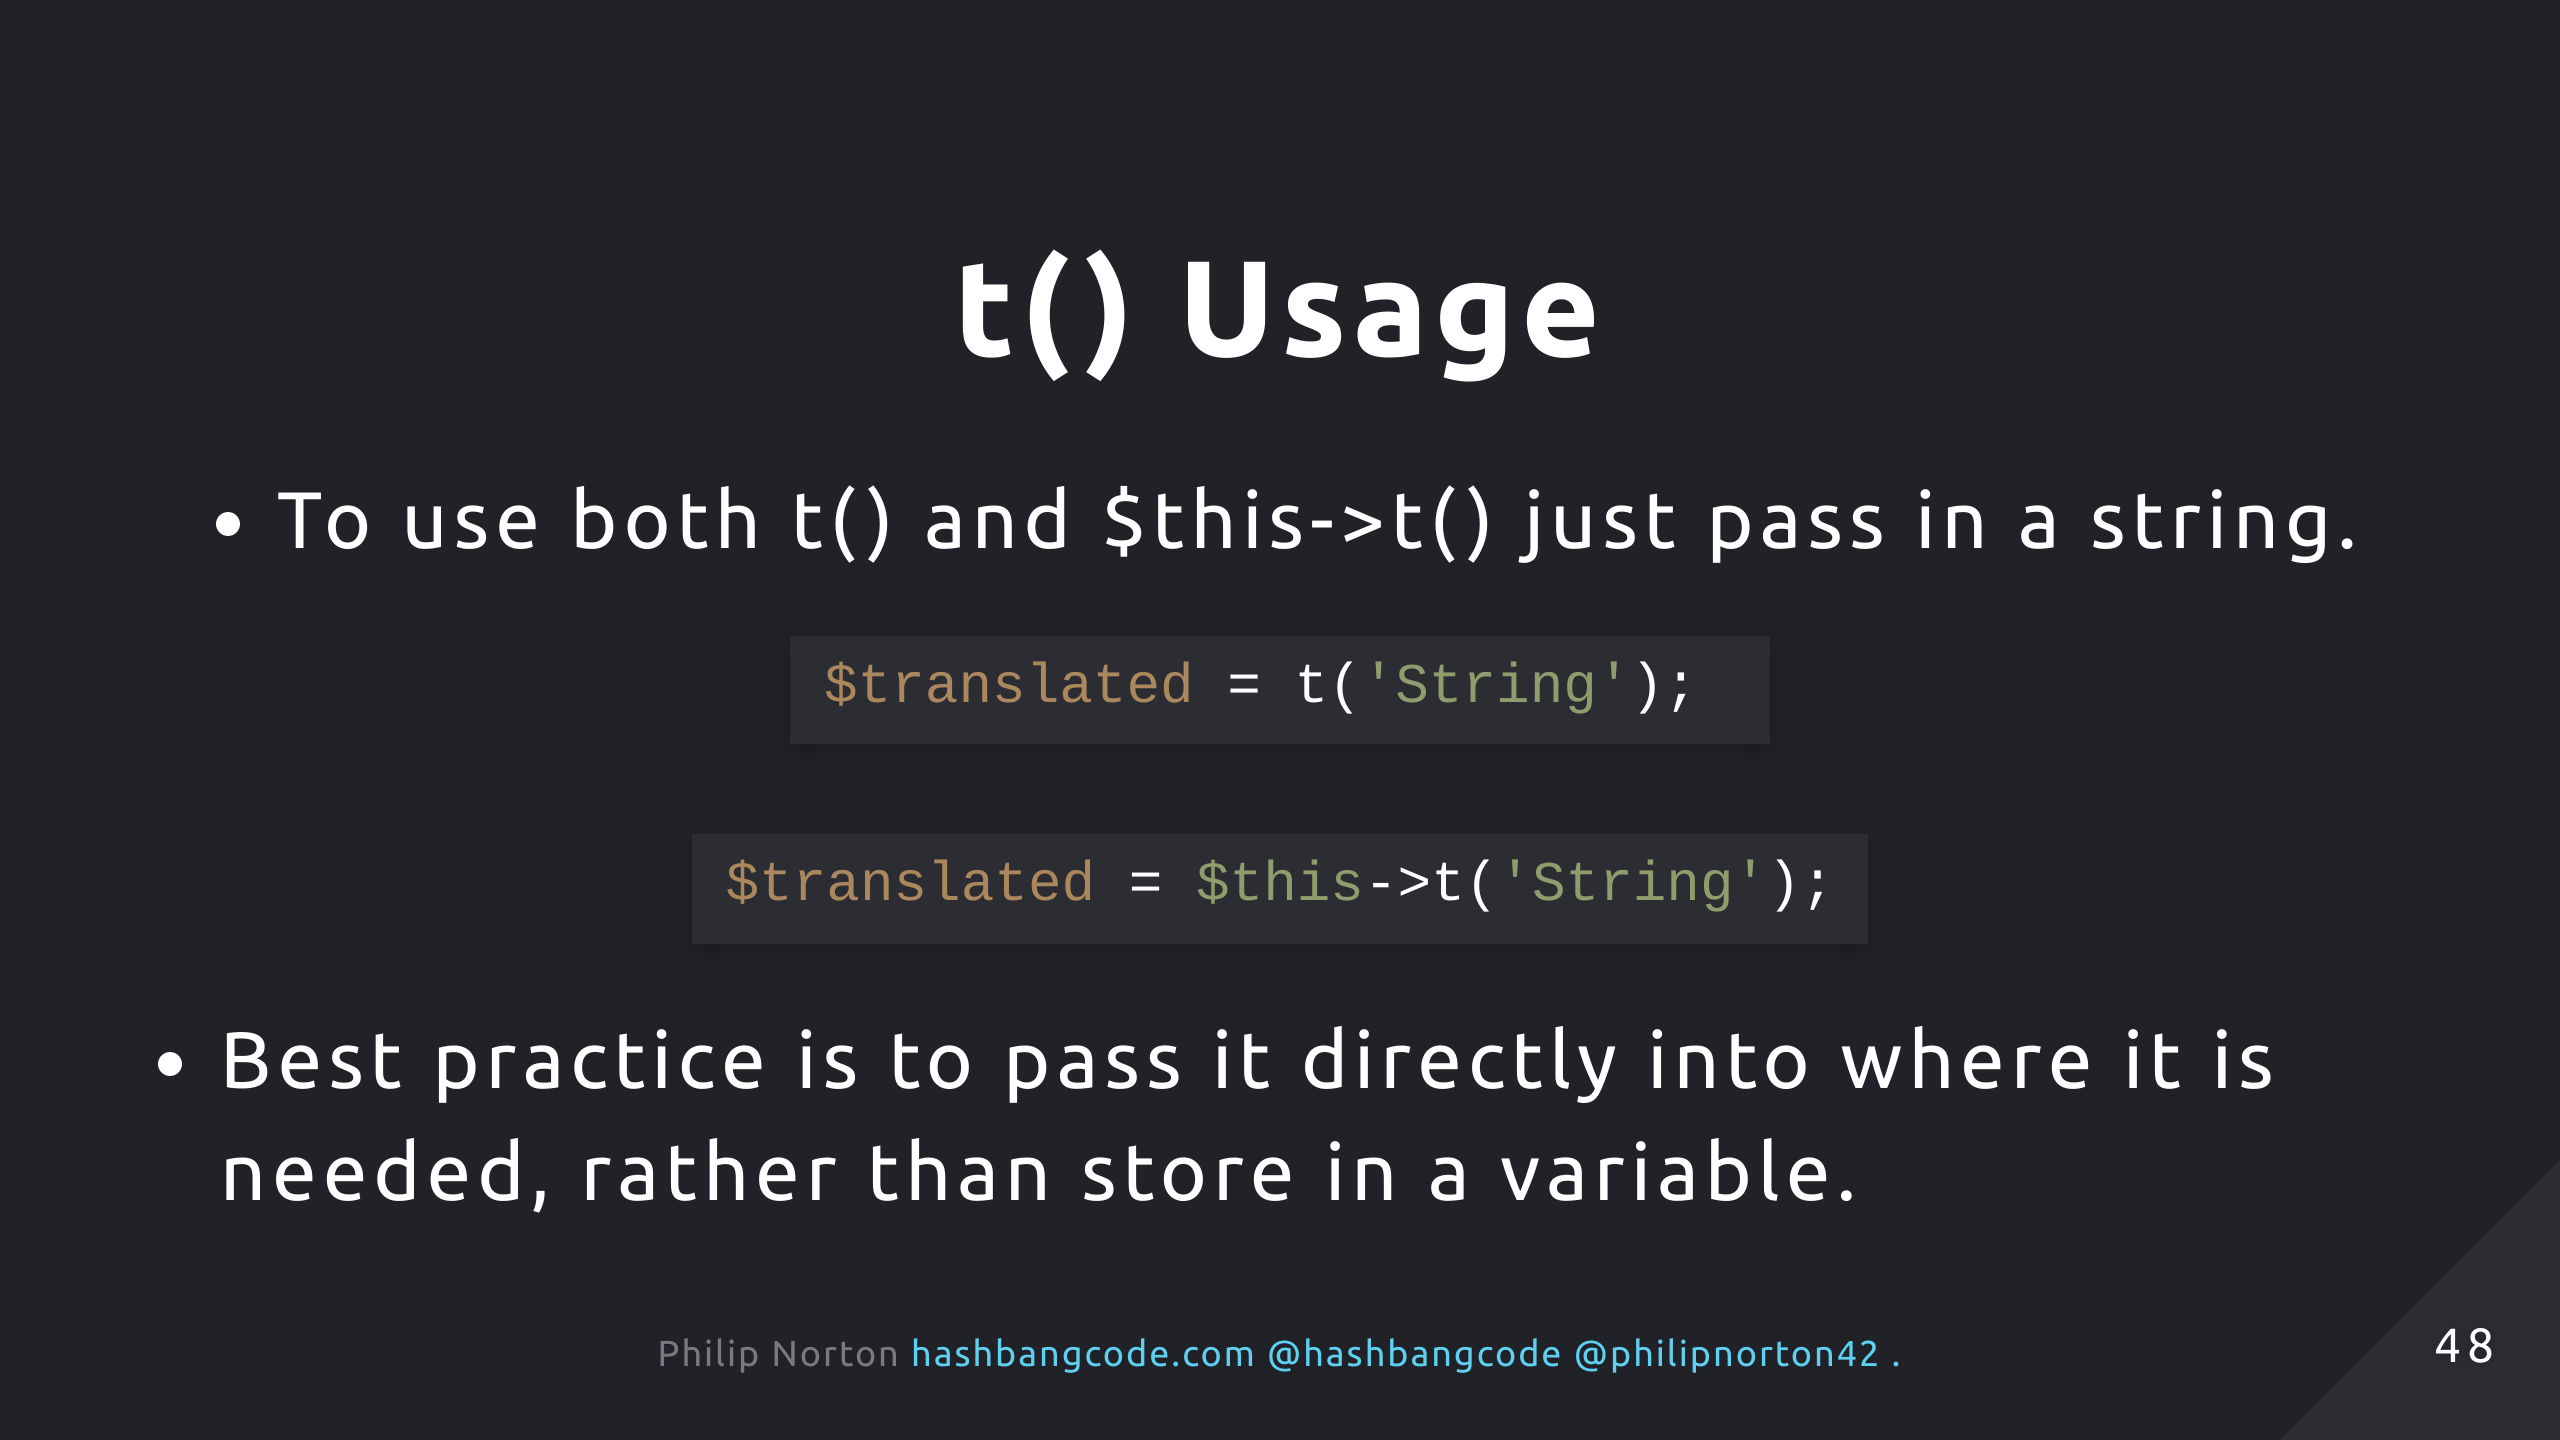 t() Usage
• To use both t() and $this->t() just pass in a string.
$translated = t('String');
$translated = $this->t('String');
• Best practice is to pass it directly into where it is
needed, rather than store in a variable.
Philip Norton hashbangcode.com @hashbangcode @philipnorton42 .
48